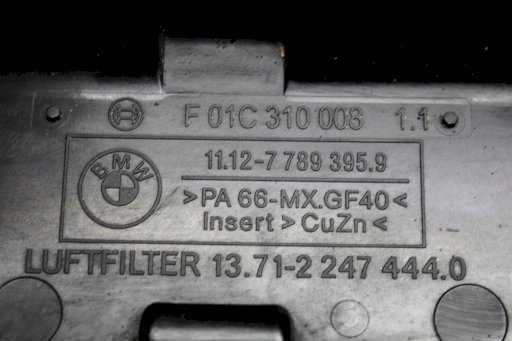 F 01C 310 008 1.1
BMW
11.12-7 789 395.9
>PA 66-MX.GF40<
Insert >CuZn<
LUFTFILTER 13.71-2 247 444.0